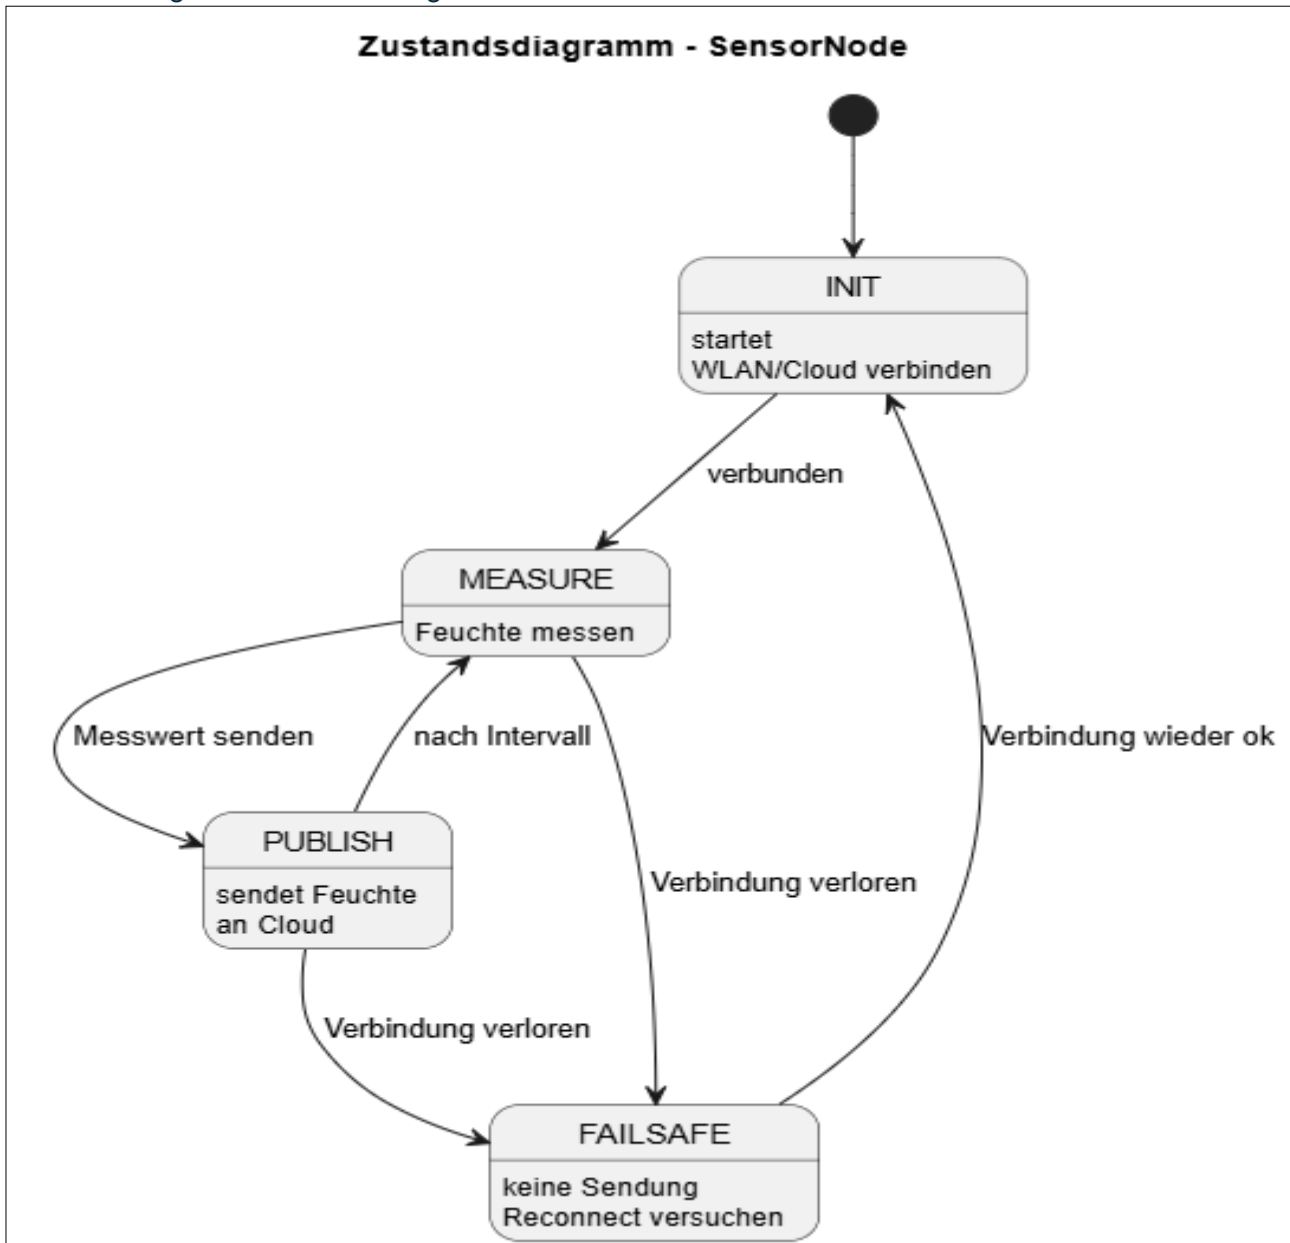 Zustandsdiagramm - SensorNode
INIT
startet
WLAN/Cloud verbinden
verbunden
MEASURE
Feuchte messen
Messwert senden
nach Intervall
Verbindung wieder ok
PUBLISH
sendet Feuchte
an Cloud
Verbindung verloren
Verbindung verloren
FAILSAFE
keine Sendung
Reconnect versuchen